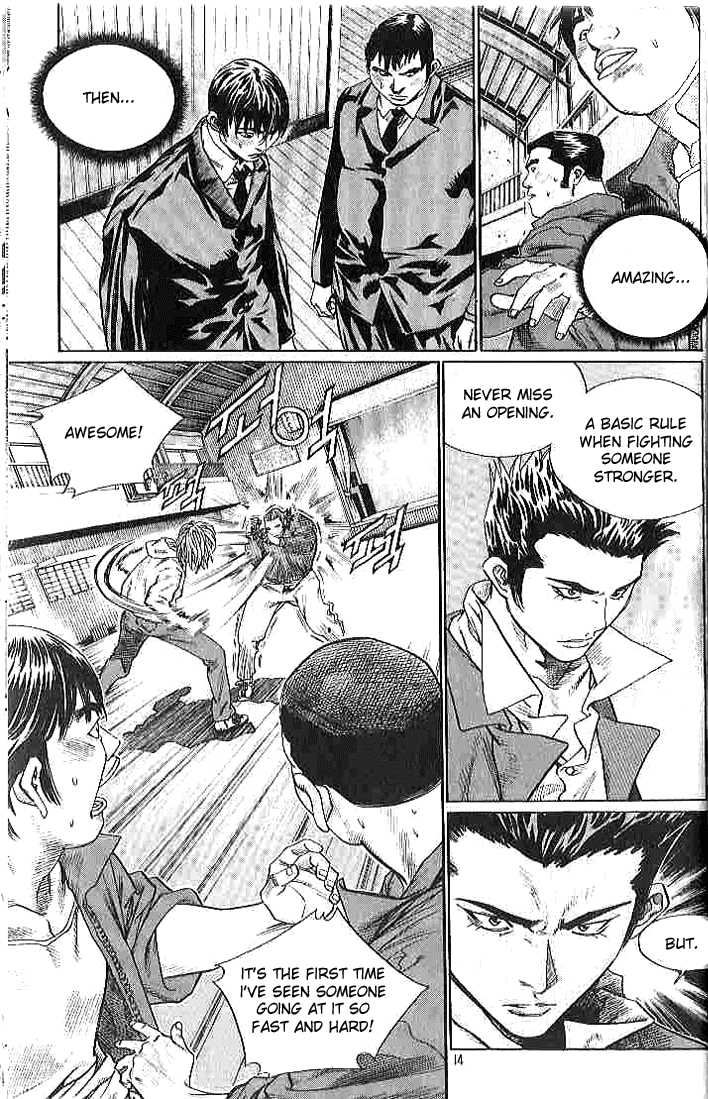 THEN...
AMAZING...
AWESOME!
NEVER MISS
AN OPENING.
A BASIC RULE
WHEN FIGHTING
SOMEONE
STRONGER.
IT'S THE FIRST TIME
I'VE SEEN SOMEONE
GOING AT IT SO
FAST AND HARD!
BUT.
14